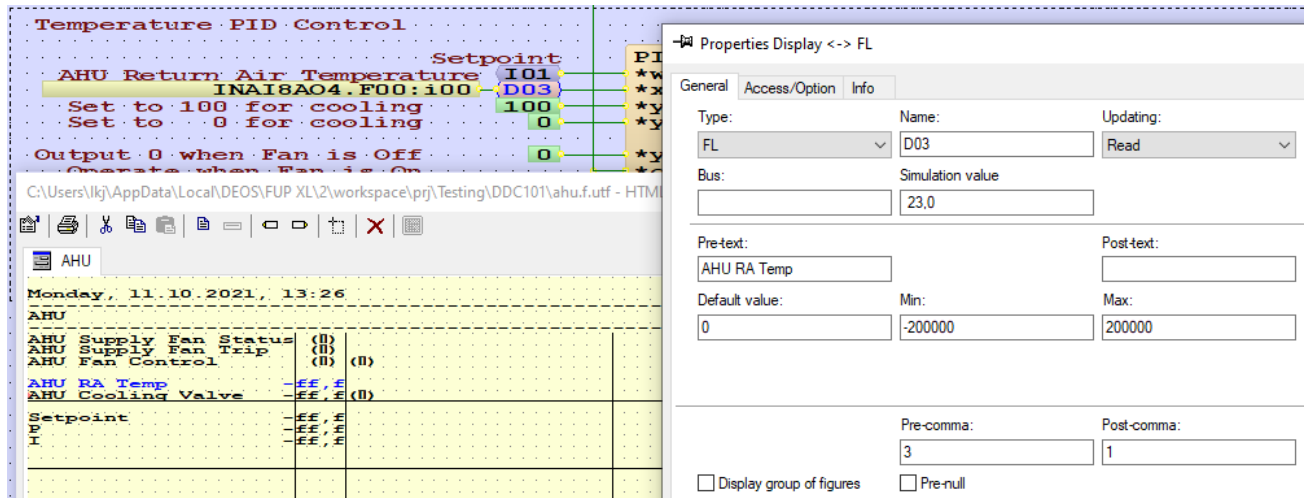 Temperature PID Control
Setpoint
AHU Return Air Temperature I01
INAI8AO4.F00:i00 D03
Set to 100 for cooling 100
Set to 0 for cooling 0
Output 0 when Fan is Off 0
Operate when Fan is On
PI
*w
*x
*y
*y
*y
C:\Users\lkj\AppData\Local\DEOS\FUP XL\2\workspace\prj\Testing\DDC101\ahu.f.utf - HTML
AHU
Monday, 11.10.2021, 13:26
AHU
AHU Supply Fan Status (▯)
AHU Supply Fan Trip (▯)
AHU Fan Control (▯) (▯)
AHU RA Temp -ff,f
AHU Cooling Valve -ff,f (▯)
Setpoint -ff,f
P -ff,f
I -ff,f
Properties Display <-> FL
General Access/Option Info
Type: Name: Updating:
FL D03 Read
Bus: Simulation value
23,0
Pre-text: Post-text:
AHU RA Temp
Default value: Min: Max:
0 -200000 200000
Pre-comma: Post-comma:
3 1
Display group of figures Pre-null